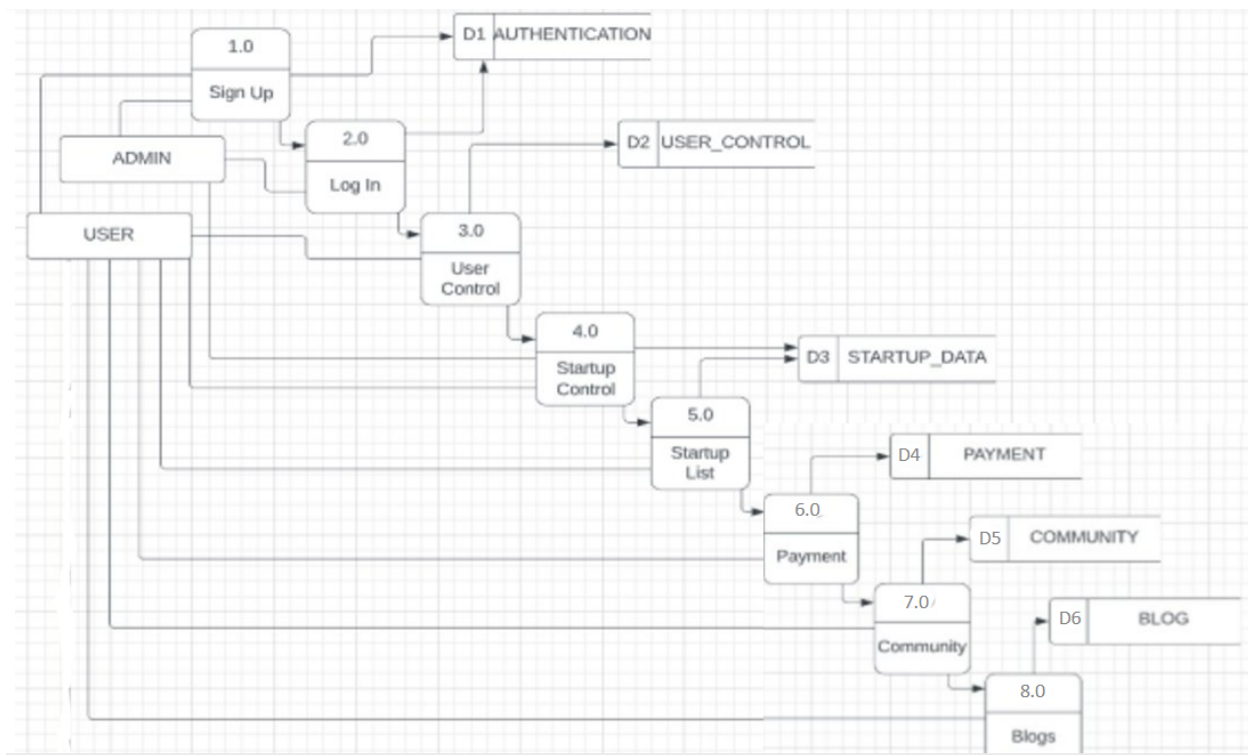 1.0
Sign Up
D1 AUTHENTICATION
2.0
Log In
ADMIN
D2 USER_CONTROL
USER
3.0
User
Control
4.0
Startup
Control
D3 STARTUP_DATA
5.0
Startup
List
D4 PAYMENT
6.0
Payment
D5 COMMUNITY
7.0
Community
D6 BLOG
8.0
Blogs